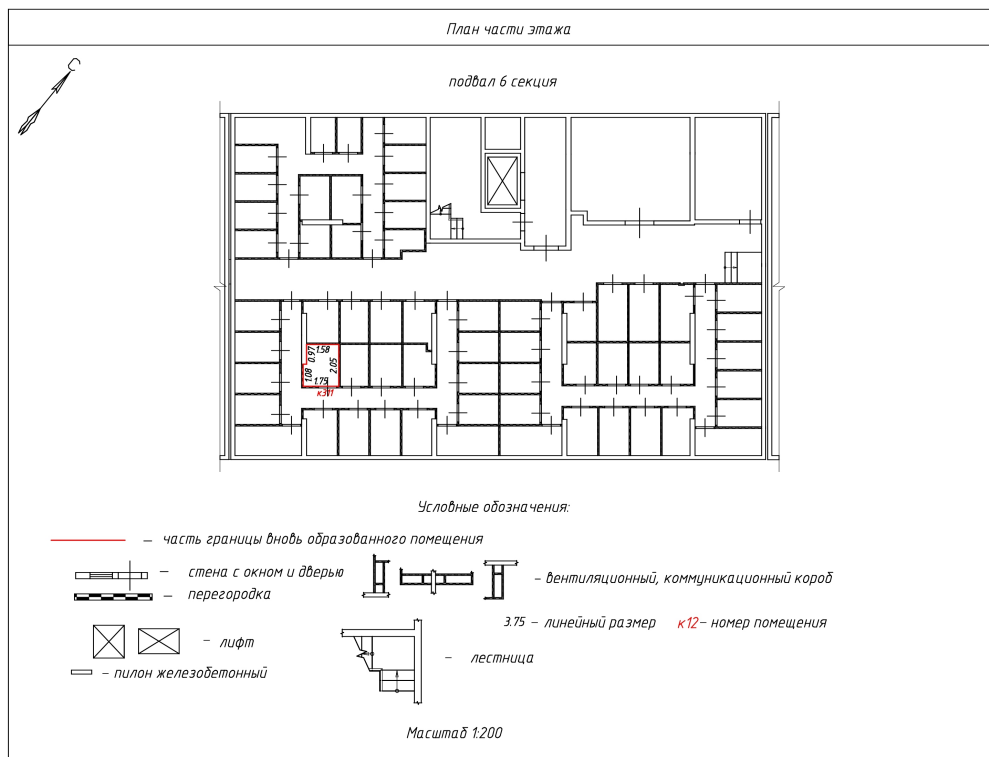 План части этажа
С
подвал 6 секция
0.97 1.58
1.08 2.05
1.75
к311
Условные обозначения:
– часть границы вновь образованного помещения
– стена с окном и дверью
– перегородка
– вентиляционный, коммуникационный короб
3.75 – линейный размер к12– номер помещения
– лифт
– лестница
– пилон железобетонный
Масштаб 1:200